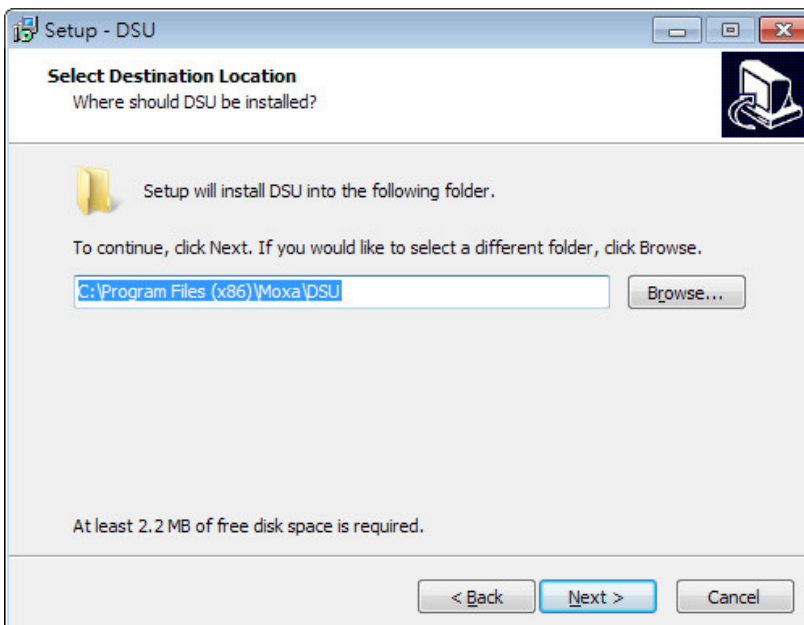 Setup - DSU
Select Destination Location
Where should DSU be installed?
Setup will install DSU into the following folder.
To continue, click Next. If you would like to select a different folder, click Browse.
C:\Program Files (x86)\Moxa\DSU
Browse...
At least 2.2 MB of free disk space is required.
< Back
Next >
Cancel